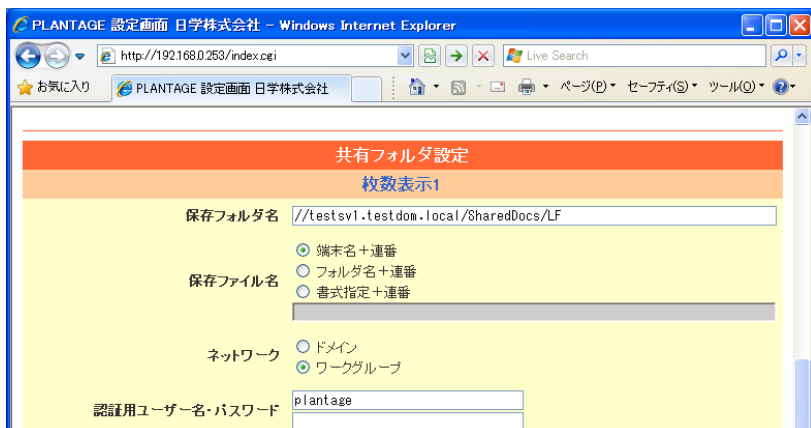 PLANTAGE 設定画面 日学株式会社 - Windows Internet Explorer
http://192.168.0.253/index.cgi
Live Search
お気に入り
PLANTAGE 設定画面 日学株式会社
ページ(P)
セーフティ(S)
ツール(O)
共有フォルダ設定
枚数表示1
保存フォルダ名
//testsv1.testdom.local/SharedDocs/LF
保存ファイル名
端末名+連番
フォルダ名+連番
書式指定+連番
ネットワーク
ドメイン
ワークグループ
認証用ユーザー名・パスワード
plantage